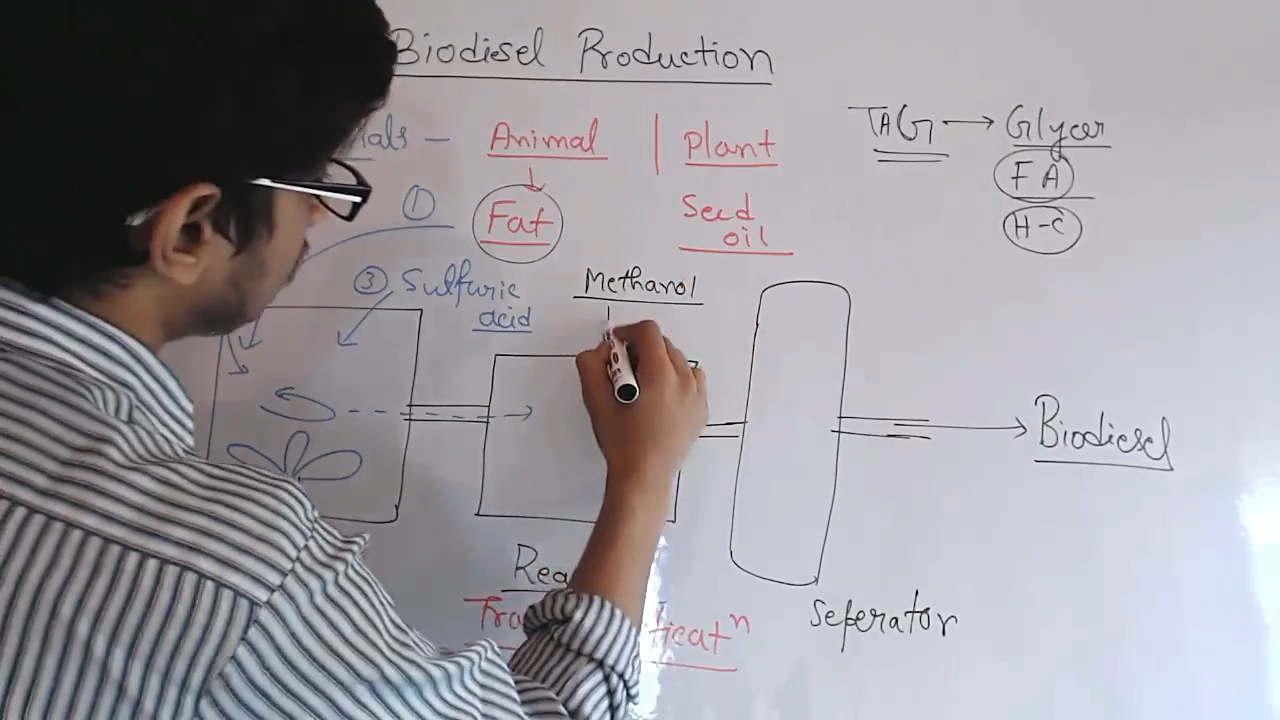 Biodiesel Production
Animal | Plant
Fat
Seed
oil
TAG → Glycer
FA
H-C
①
③ Sulfuric
acid
Methanol
Biodiesel
Seperator